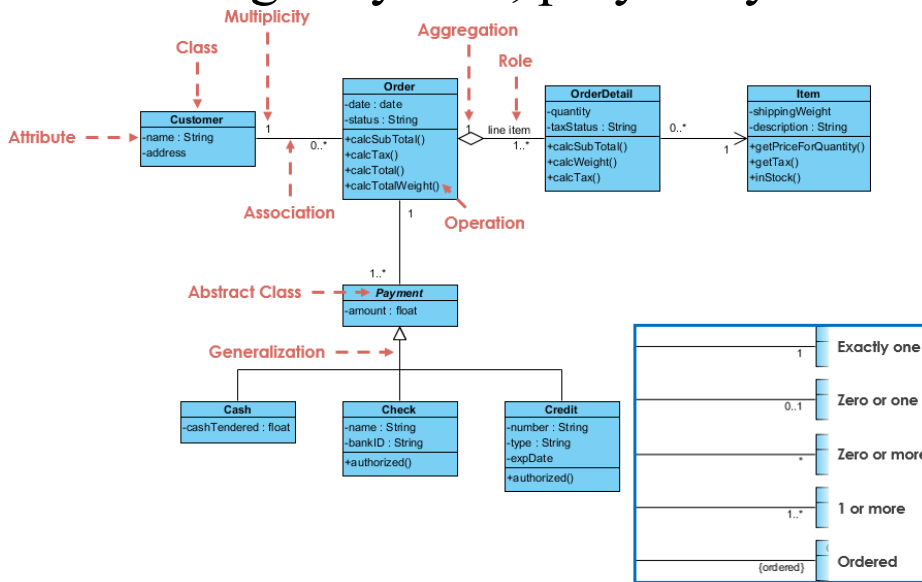 Multiplicity
Class
Aggregation
Role
Attribute
Customer
-name : String
-address
1
0..*
Association
Order
-date : date
-status : String
+calcSubTotal()
+calcTax()
+calcTotal()
+calcTotalWeight()
1
line item
1..*
Operation
OrderDetail
-quantity
-taxStatus : String
+calcSubTotal()
+calcWeight()
+calcTax()
0..*
1
Item
-shippingWeight
-description : String
+getPriceForQuantity()
+getTax()
+inStock()
1
1..*
Abstract Class
Payment
-amount : float
Generalization
Cash
-cashTendered : float
Check
-name : String
-bankID : String
+authorized()
Credit
-number : String
-type : String
-expDate
+authorized()
1
Exactly one
0..1
Zero or one
*
Zero or more
1..*
1 or more
{ordered}
Ordered